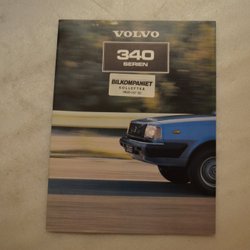 VOLVO
340
SERIEN
BILKOMPANIET
SOLLEFTEÅ